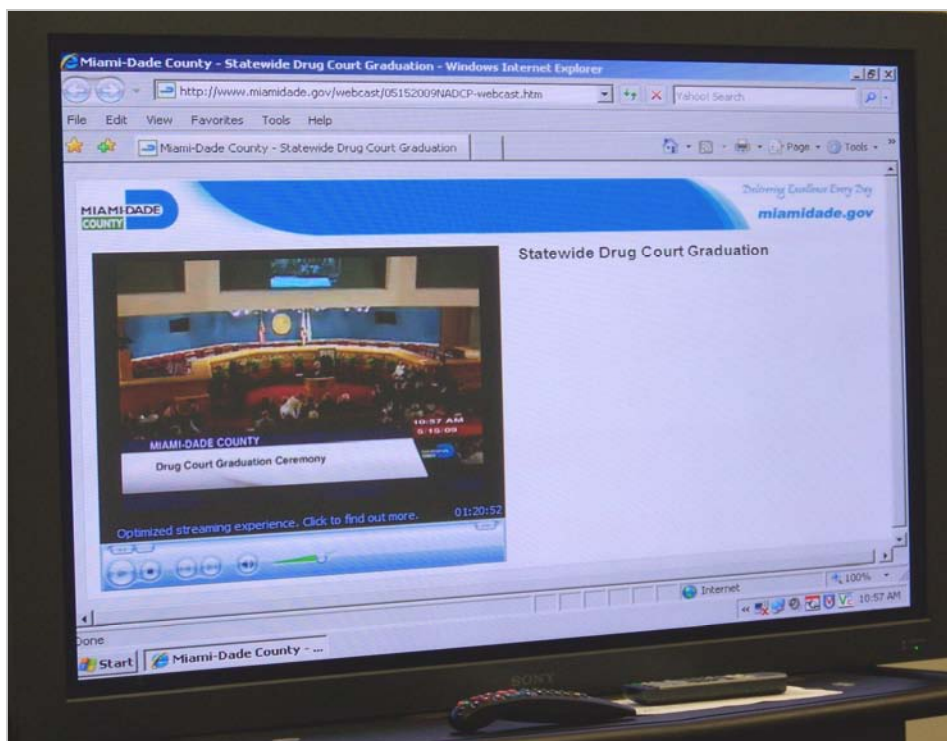 Miami-Dade County - Statewide Drug Court Graduation - Windows Internet Explorer
http://www.miamidade.gov/webcast/05152009NADCP-webcast.htm
Yahoo! Search
File Edit View Favorites Tools Help
Miami-Dade County - Statewide Drug Court Graduation
Page Tools
MIAMI-DADE
COUNTY
Delivering Excellence Every Day
miamidade.gov
Statewide Drug Court Graduation
10:57 AM
5/15/09
MIAMI-DADE COUNTY
Drug Court Graduation Ceremony
Optimized streaming experience. Click to find out more. 01:20:52
Internet
100%
Done
10:57 AM
Start
Miami-Dade County - ...
SONY